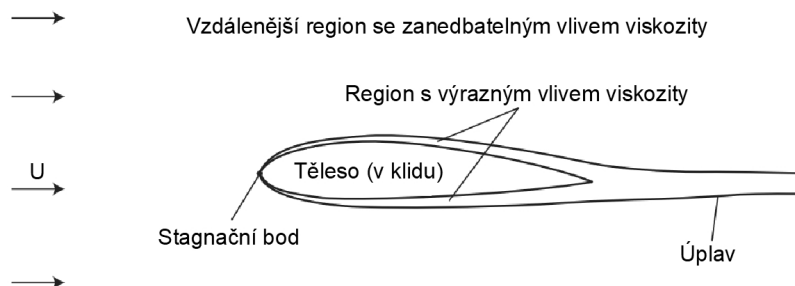 Vzdálenější region se zanedbatelným vlivem viskozity
Region s výrazným vlivem viskozity
U
Těleso (v klidu)
Stagnační bod
Úplav